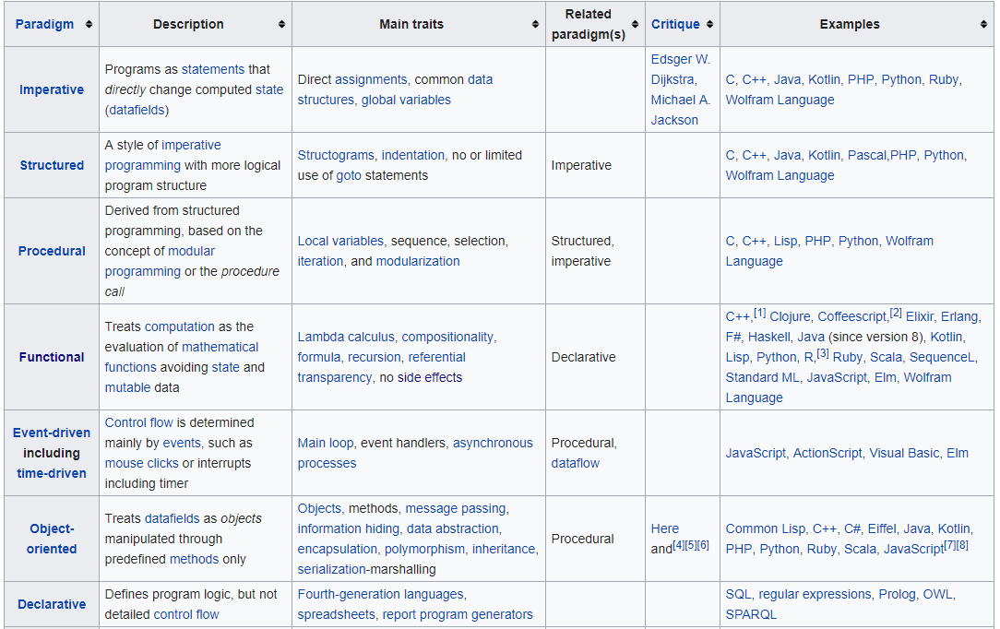 Paradigm Description Main traits Related paradigm(s) Critique Examples
Imperative
Programs as statements that
directly change computed state
(datafields)
Direct assignments, common data
structures, global variables
Edsger W.
Dijkstra,
Michael A.
Jackson
C, C++, Java, Kotlin, PHP, Python, Ruby,
Wolfram Language
Structured
A style of imperative
programming with more logical
program structure
Structograms, indentation, no or limited
use of goto statements
Imperative
C, C++, Java, Kotlin, Pascal,PHP, Python,
Wolfram Language
Procedural
Derived from structured
programming, based on the
concept of modular
programming or the procedure
call
Local variables, sequence, selection,
iteration, and modularization
Structured,
imperative
C, C++, Lisp, PHP, Python, Wolfram
Language
Functional
Treats computation as the
evaluation of mathematical
functions avoiding state and
mutable data
Lambda calculus, compositionality,
formula, recursion, referential
transparency, no side effects
Declarative
C++,[1] Clojure, Coffeescript,[2] Elixir, Erlang,
F#, Haskell, Java (since version 8), Kotlin,
Lisp, Python, R,[3] Ruby, Scala, SequenceL,
Standard ML, JavaScript, Elm, Wolfram
Language
Event-driven
including
time-driven
Control flow is determined
mainly by events, such as
mouse clicks or interrupts
including timer
Main loop, event handlers, asynchronous
processes
Procedural,
dataflow
JavaScript, ActionScript, Visual Basic, Elm
Object-
oriented
Treats datafields as objects
manipulated through
predefined methods only
Objects, methods, message passing,
information hiding, data abstraction,
encapsulation, polymorphism, inheritance,
serialization-marshalling
Procedural
Here
and[4][5][6]
Common Lisp, C++, C#, Eiffel, Java, Kotlin,
PHP, Python, Ruby, Scala, JavaScript[7][8]
Declarative
Defines program logic, but not
detailed control flow
Fourth-generation languages,
spreadsheets, report program generators
SQL, regular expressions, Prolog, OWL,
SPARQL